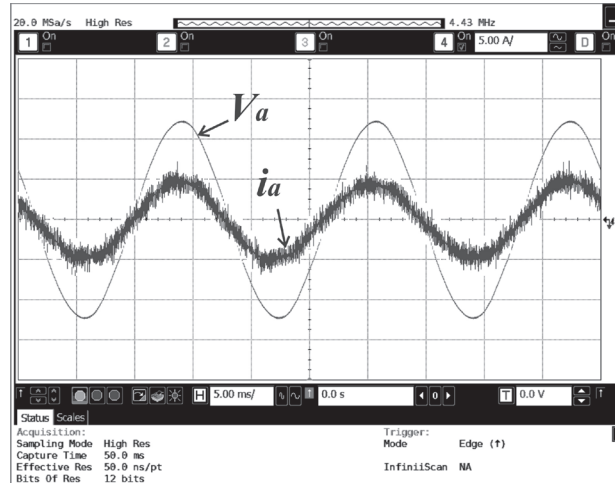 20.0 MSa/s High Res 4.43 MHz
1 On 2 On 3 On 4 On 5.00 A/ D On
Va
ia
H 5.00 ms/ 0.0 s 0 T 0.0 V
Status Scales
Acquisition: Trigger:
Sampling Mode High Res Mode Edge (↑)
Capture Time 50.0 ms
Effective Res 50.0 ns/pt InfiniiScan NA
Bits Of Res 12 bits